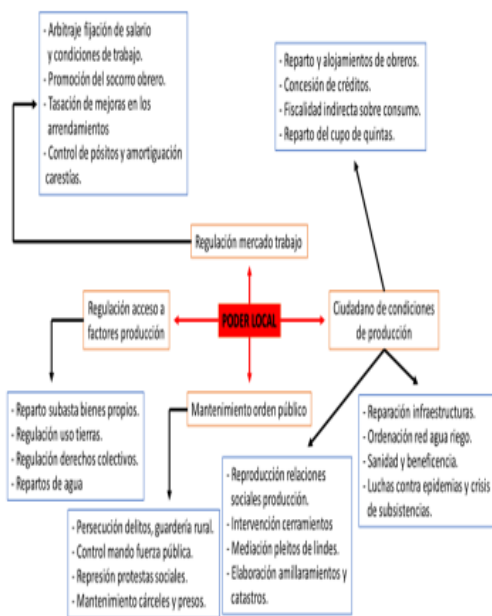 - Arbitraje fijación de salario
y condiciones de trabajo.
- Promoción del socorro obrero.
- Tasación de mejoras en los
arrendamientos
- Control de pósitos y amortiguación
carestías.
- Reparto y alojamientos de obreros.
- Concesión de créditos.
- Fiscalidad indirecta sobre consumo.
- Reparto del cupo de quintas.
Regulación mercado trabajo
Regulación acceso a
factores producción
PODER LOCAL
Ciudadano de condiciones
de producción
Mantenimiento orden público
- Reparto subasta bienes propios.
- Regulación uso tierras.
- Regulación derechos colectivos.
- Repartos de agua
- Reparación infraestructuras.
- Ordenación red agua riego.
- Sanidad y beneficencia.
- Luchas contra epidemias y crisis
de subsistencias.
- Persecución delitos, guardería rural.
- Control mando fuerza pública.
- Represión protestas sociales.
- Mantenimiento cárceles y presos.
- Reproducción relaciones
sociales producción.
- Intervención cerramientos
- Mediación pleitos de lindes.
- Elaboración amillaramientos y
catastros.